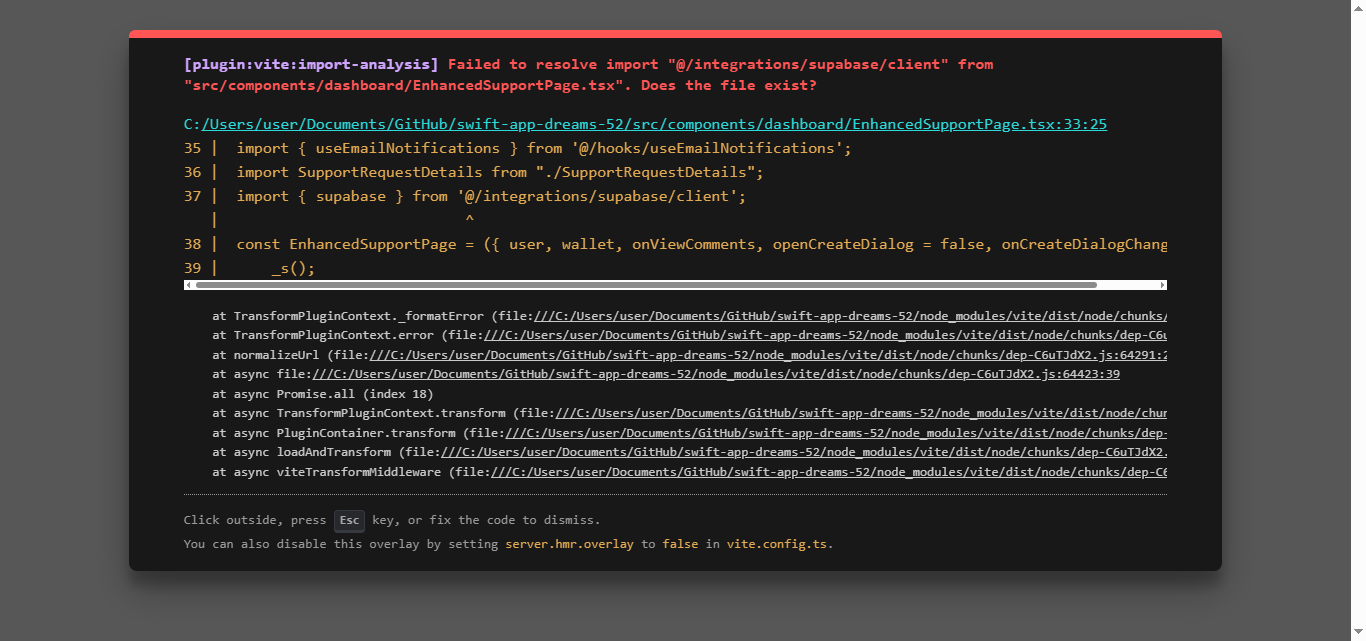 [plugin:vite:import-analysis] Failed to resolve import "@/integrations/supabase/client" from
"src/components/dashboard/EnhancedSupportPage.tsx". Does the file exist?
C:/Users/user/Documents/GitHub/swift-app-dreams-52/src/components/dashboard/EnhancedSupportPage.tsx:33:25
35 |  import { useEmailNotifications } from '@/hooks/useEmailNotifications';
36 |  import SupportRequestDetails from "./SupportRequestDetails";
37 |  import { supabase } from '@/integrations/supabase/client';
   |                            ^
38 |  const EnhancedSupportPage = ({ user, wallet, onViewComments, openCreateDialog = false, onCreateDialogChang
39 |      _s();
at TransformPluginContext._formatError (file:///C:/Users/user/Documents/GitHub/swift-app-dreams-52/node_modules/vite/dist/node/chunks/
at TransformPluginContext.error (file:///C:/Users/user/Documents/GitHub/swift-app-dreams-52/node_modules/vite/dist/node/chunks/dep-C6u
at normalizeUrl (file:///C:/Users/user/Documents/GitHub/swift-app-dreams-52/node_modules/vite/dist/node/chunks/dep-C6uTJdX2.js:64291:2
at async file:///C:/Users/user/Documents/GitHub/swift-app-dreams-52/node_modules/vite/dist/node/chunks/dep-C6uTJdX2.js:64423:39
at async Promise.all (index 18)
at async TransformPluginContext.transform (file:///C:/Users/user/Documents/GitHub/swift-app-dreams-52/node_modules/vite/dist/node/chun
at async PluginContainer.transform (file:///C:/Users/user/Documents/GitHub/swift-app-dreams-52/node_modules/vite/dist/node/chunks/dep-
at async loadAndTransform (file:///C:/Users/user/Documents/GitHub/swift-app-dreams-52/node_modules/vite/dist/node/chunks/dep-C6uTJdX2.
at async viteTransformMiddleware (file:///C:/Users/user/Documents/GitHub/swift-app-dreams-52/node_modules/vite/dist/node/chunks/dep-C6
Click outside, press Esc key, or fix the code to dismiss.
You can also disable this overlay by setting server.hmr.overlay to false in vite.config.ts.